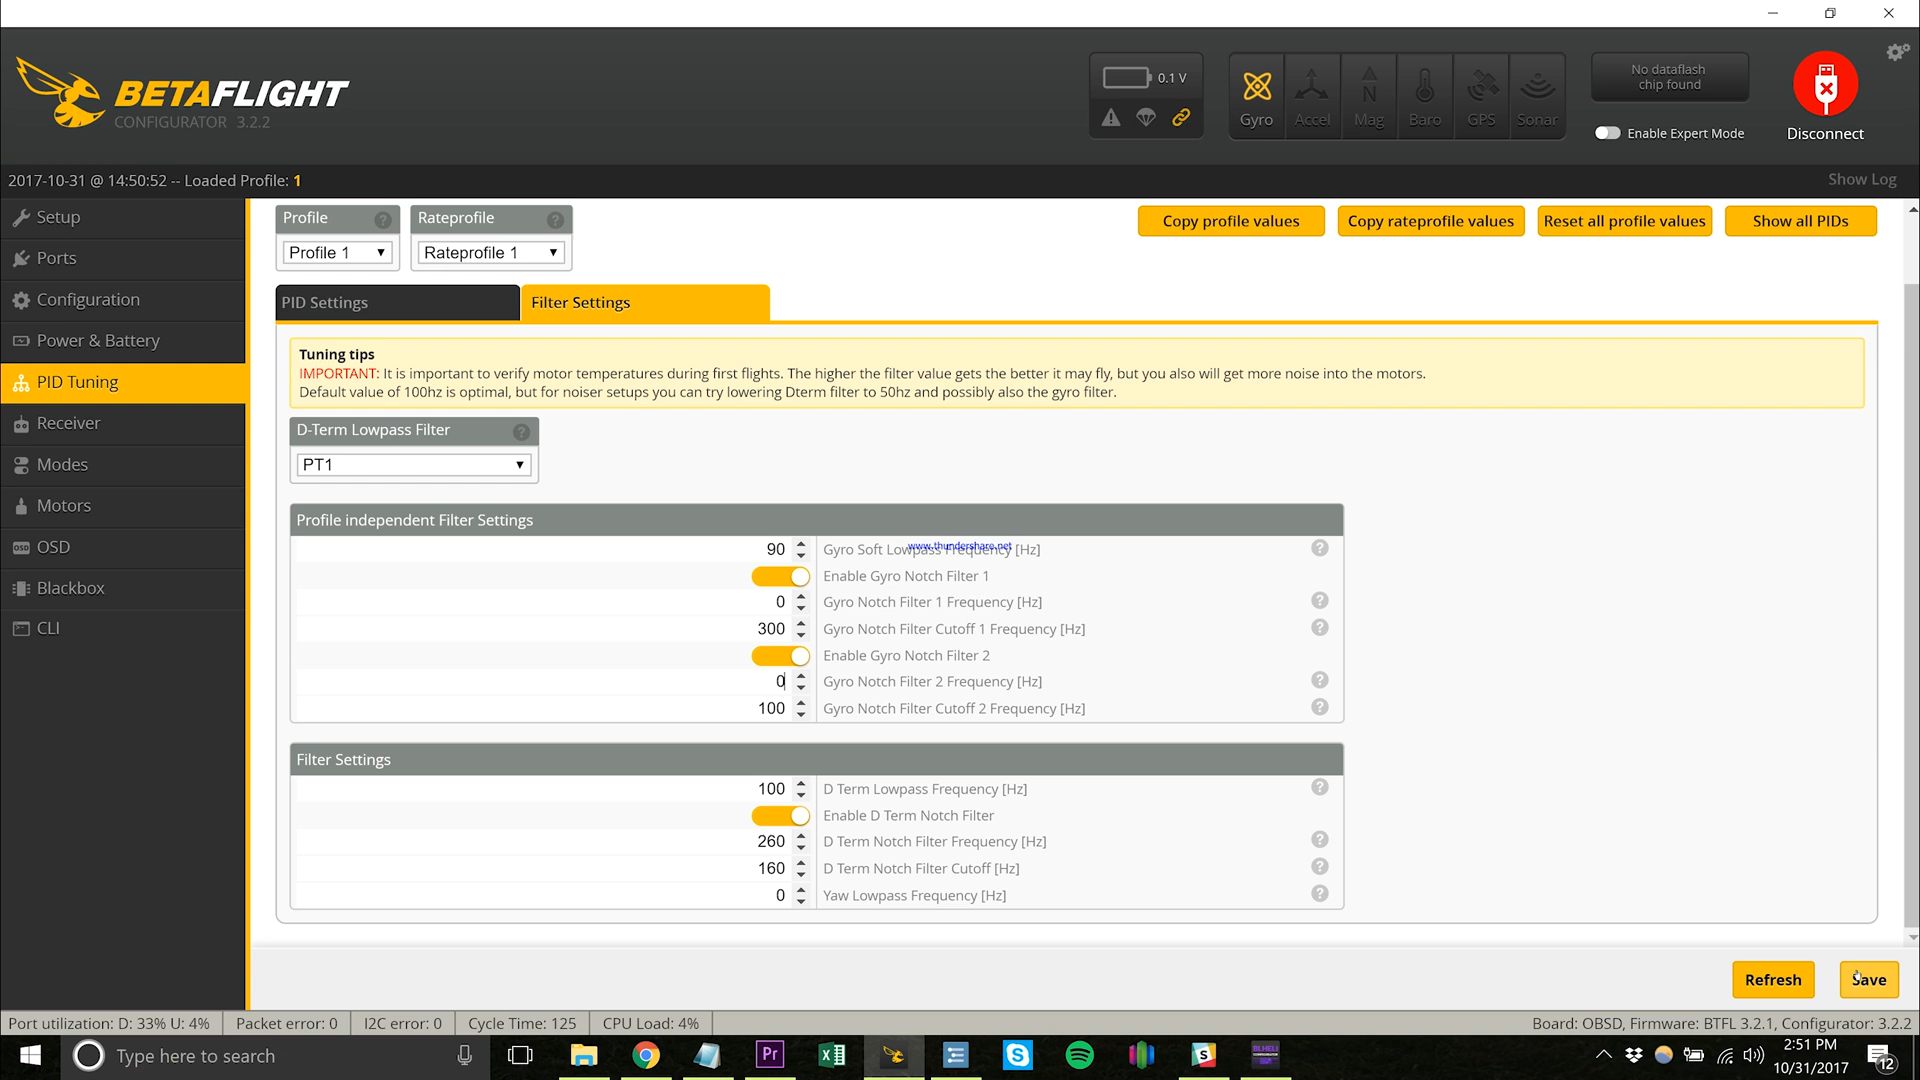 BETAFLIGHT
CONFIGURATOR 3.2.2
0.1 V
Gyro
Accel
Mag
Baro
GPS
Sonar
No dataflash
chip found
Enable Expert Mode
Disconnect
2017-10-31 @ 14:50:52 -- Loaded Profile: 1
Show Log
Setup
Ports
Configuration
Power & Battery
PID Tuning
Receiver
Modes
Motors
OSD
Blackbox
CLI
Profile
Profile 1
Rateprofile
Rateprofile 1
Copy profile values
Copy rateprofile values
Reset all profile values
Show all PIDs
PID Settings
Filter Settings
Tuning tips
IMPORTANT: It is important to verify motor temperatures during first flights. The higher the filter value gets the better it may fly, but you also will get more noise into the motors.
Default value of 100hz is optimal, but for noiser setups you can try lowering Dterm filter to 50hz and possibly also the gyro filter.
D-Term Lowpass Filter
PT1
Profile independent Filter Settings
90 Gyro Soft Lowpass Frequency [Hz]
www.thundershare.net
Enable Gyro Notch Filter 1
0 Gyro Notch Filter 1 Frequency [Hz]
300 Gyro Notch Filter Cutoff 1 Frequency [Hz]
Enable Gyro Notch Filter 2
0 Gyro Notch Filter 2 Frequency [Hz]
100 Gyro Notch Filter Cutoff 2 Frequency [Hz]
Filter Settings
100 D Term Lowpass Frequency [Hz]
Enable D Term Notch Filter
260 D Term Notch Filter Frequency [Hz]
160 D Term Notch Filter Cutoff [Hz]
0 Yaw Lowpass Frequency [Hz]
Refresh
Save
Port utilization: D: 33% U: 4%
Packet error: 0
I2C error: 0
Cycle Time: 125
CPU Load: 4%
Board: OBSD, Firmware: BTFL 3.2.1, Configurator: 3.2.2
Type here to search
Pr
2:51 PM
10/31/2017
12